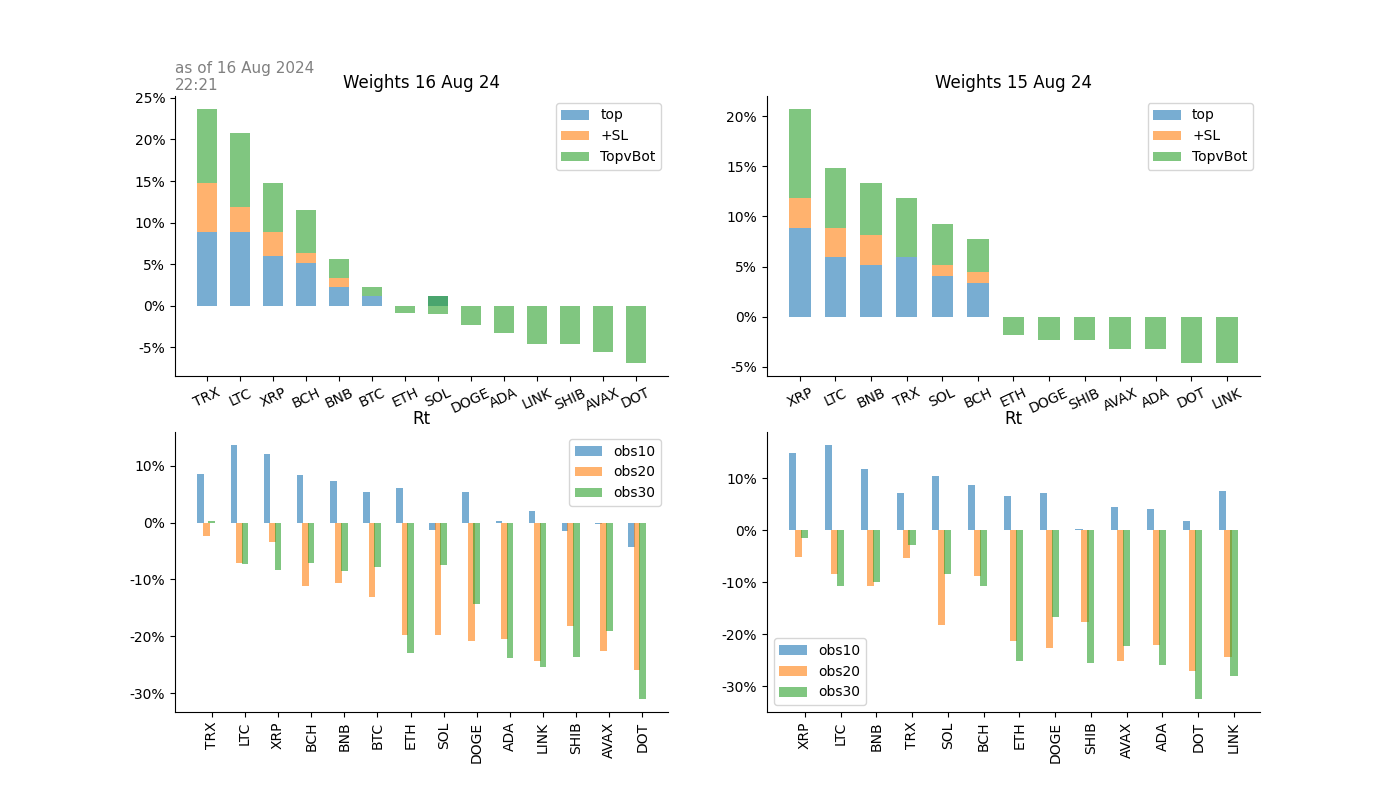 as of 16 Aug 2024
22:21
Weights 16 Aug 24
25%
20%
15%
10%
5%
0%
-5%
top
+SL
TopvBot
TRX LTC XRP BCH BNB BTC ETH SOL DOGE ADA LINK SHIB AVAX DOT
Weights 15 Aug 24
20%
15%
10%
5%
0%
-5%
top
+SL
TopvBot
XRP LTC BNB TRX SOL BCH ETH DOGE SHIB AVAX ADA DOT LINK
Rt
10%
0%
-10%
-20%
-30%
obs10
obs20
obs30
TRX LTC XRP BCH BNB BTC ETH SOL DOGE ADA LINK SHIB AVAX DOT
Rt
10%
0%
-10%
-20%
-30%
obs10
obs20
obs30
XRP LTC BNB TRX SOL BCH ETH DOGE SHIB AVAX ADA DOT LINK